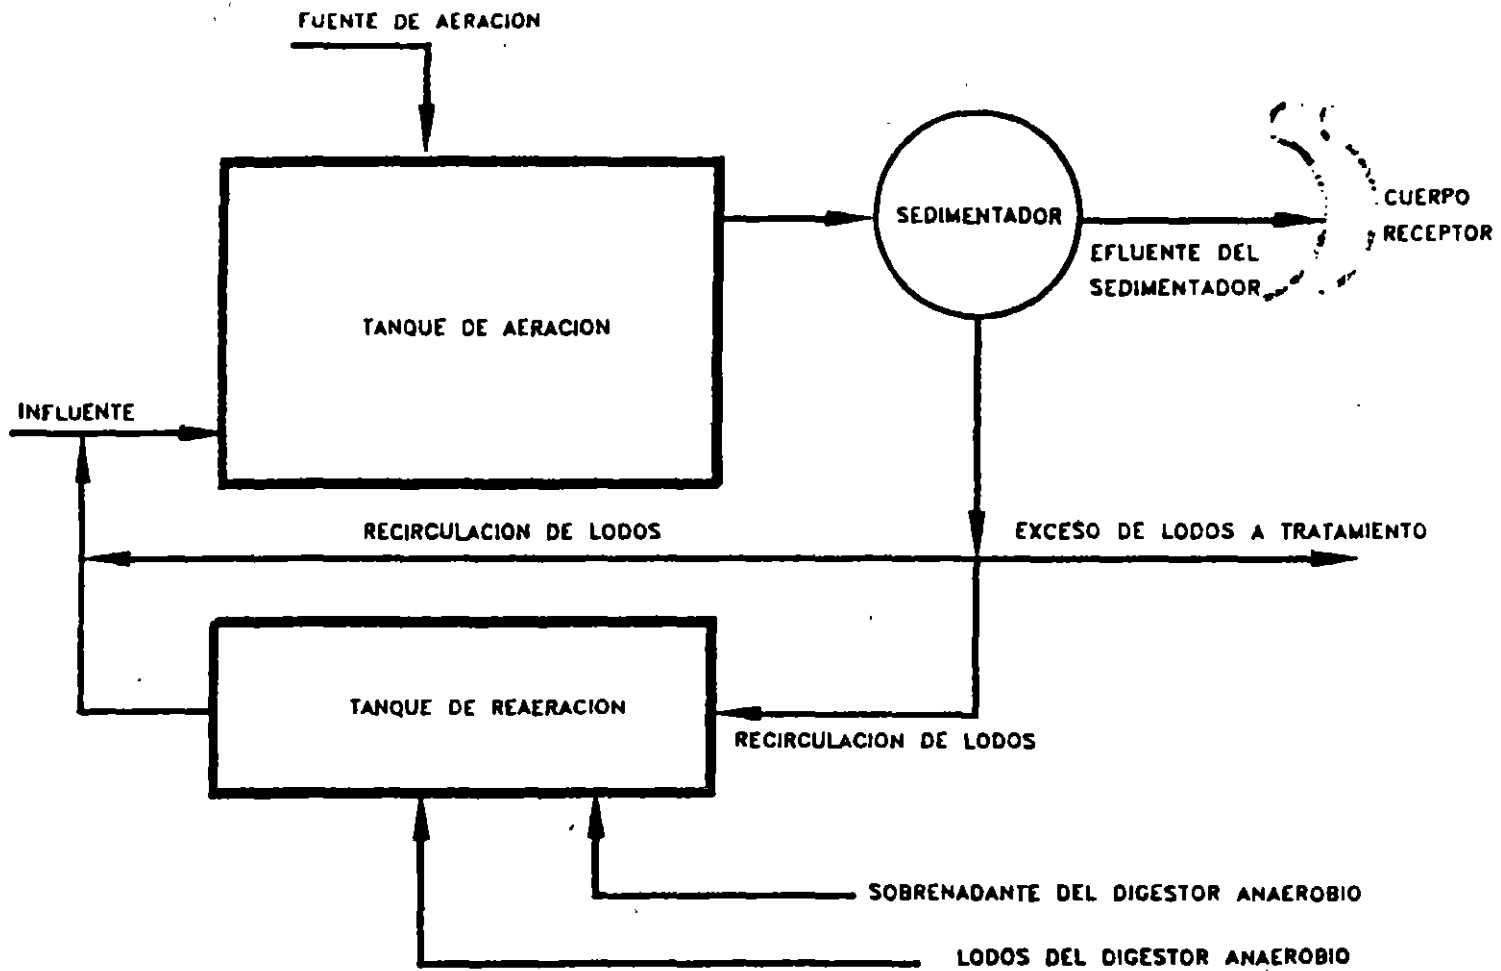 FUENTE DE AERACION
SEDIMENTADOR
CUERPO
RECEPTOR
EFLUENTE DEL
SEDIMENTADOR
TANQUE DE AERACION
INFLUENTE
RECIRCULACION DE LODOS
EXCESO DE LODOS A TRATAMIENTO
TANQUE DE REAERACION
RECIRCULACION DE LODOS
SOBRENADANTE DEL DIGESTOR ANAEROBIO
LODOS DEL DIGESTOR ANAEROBIO